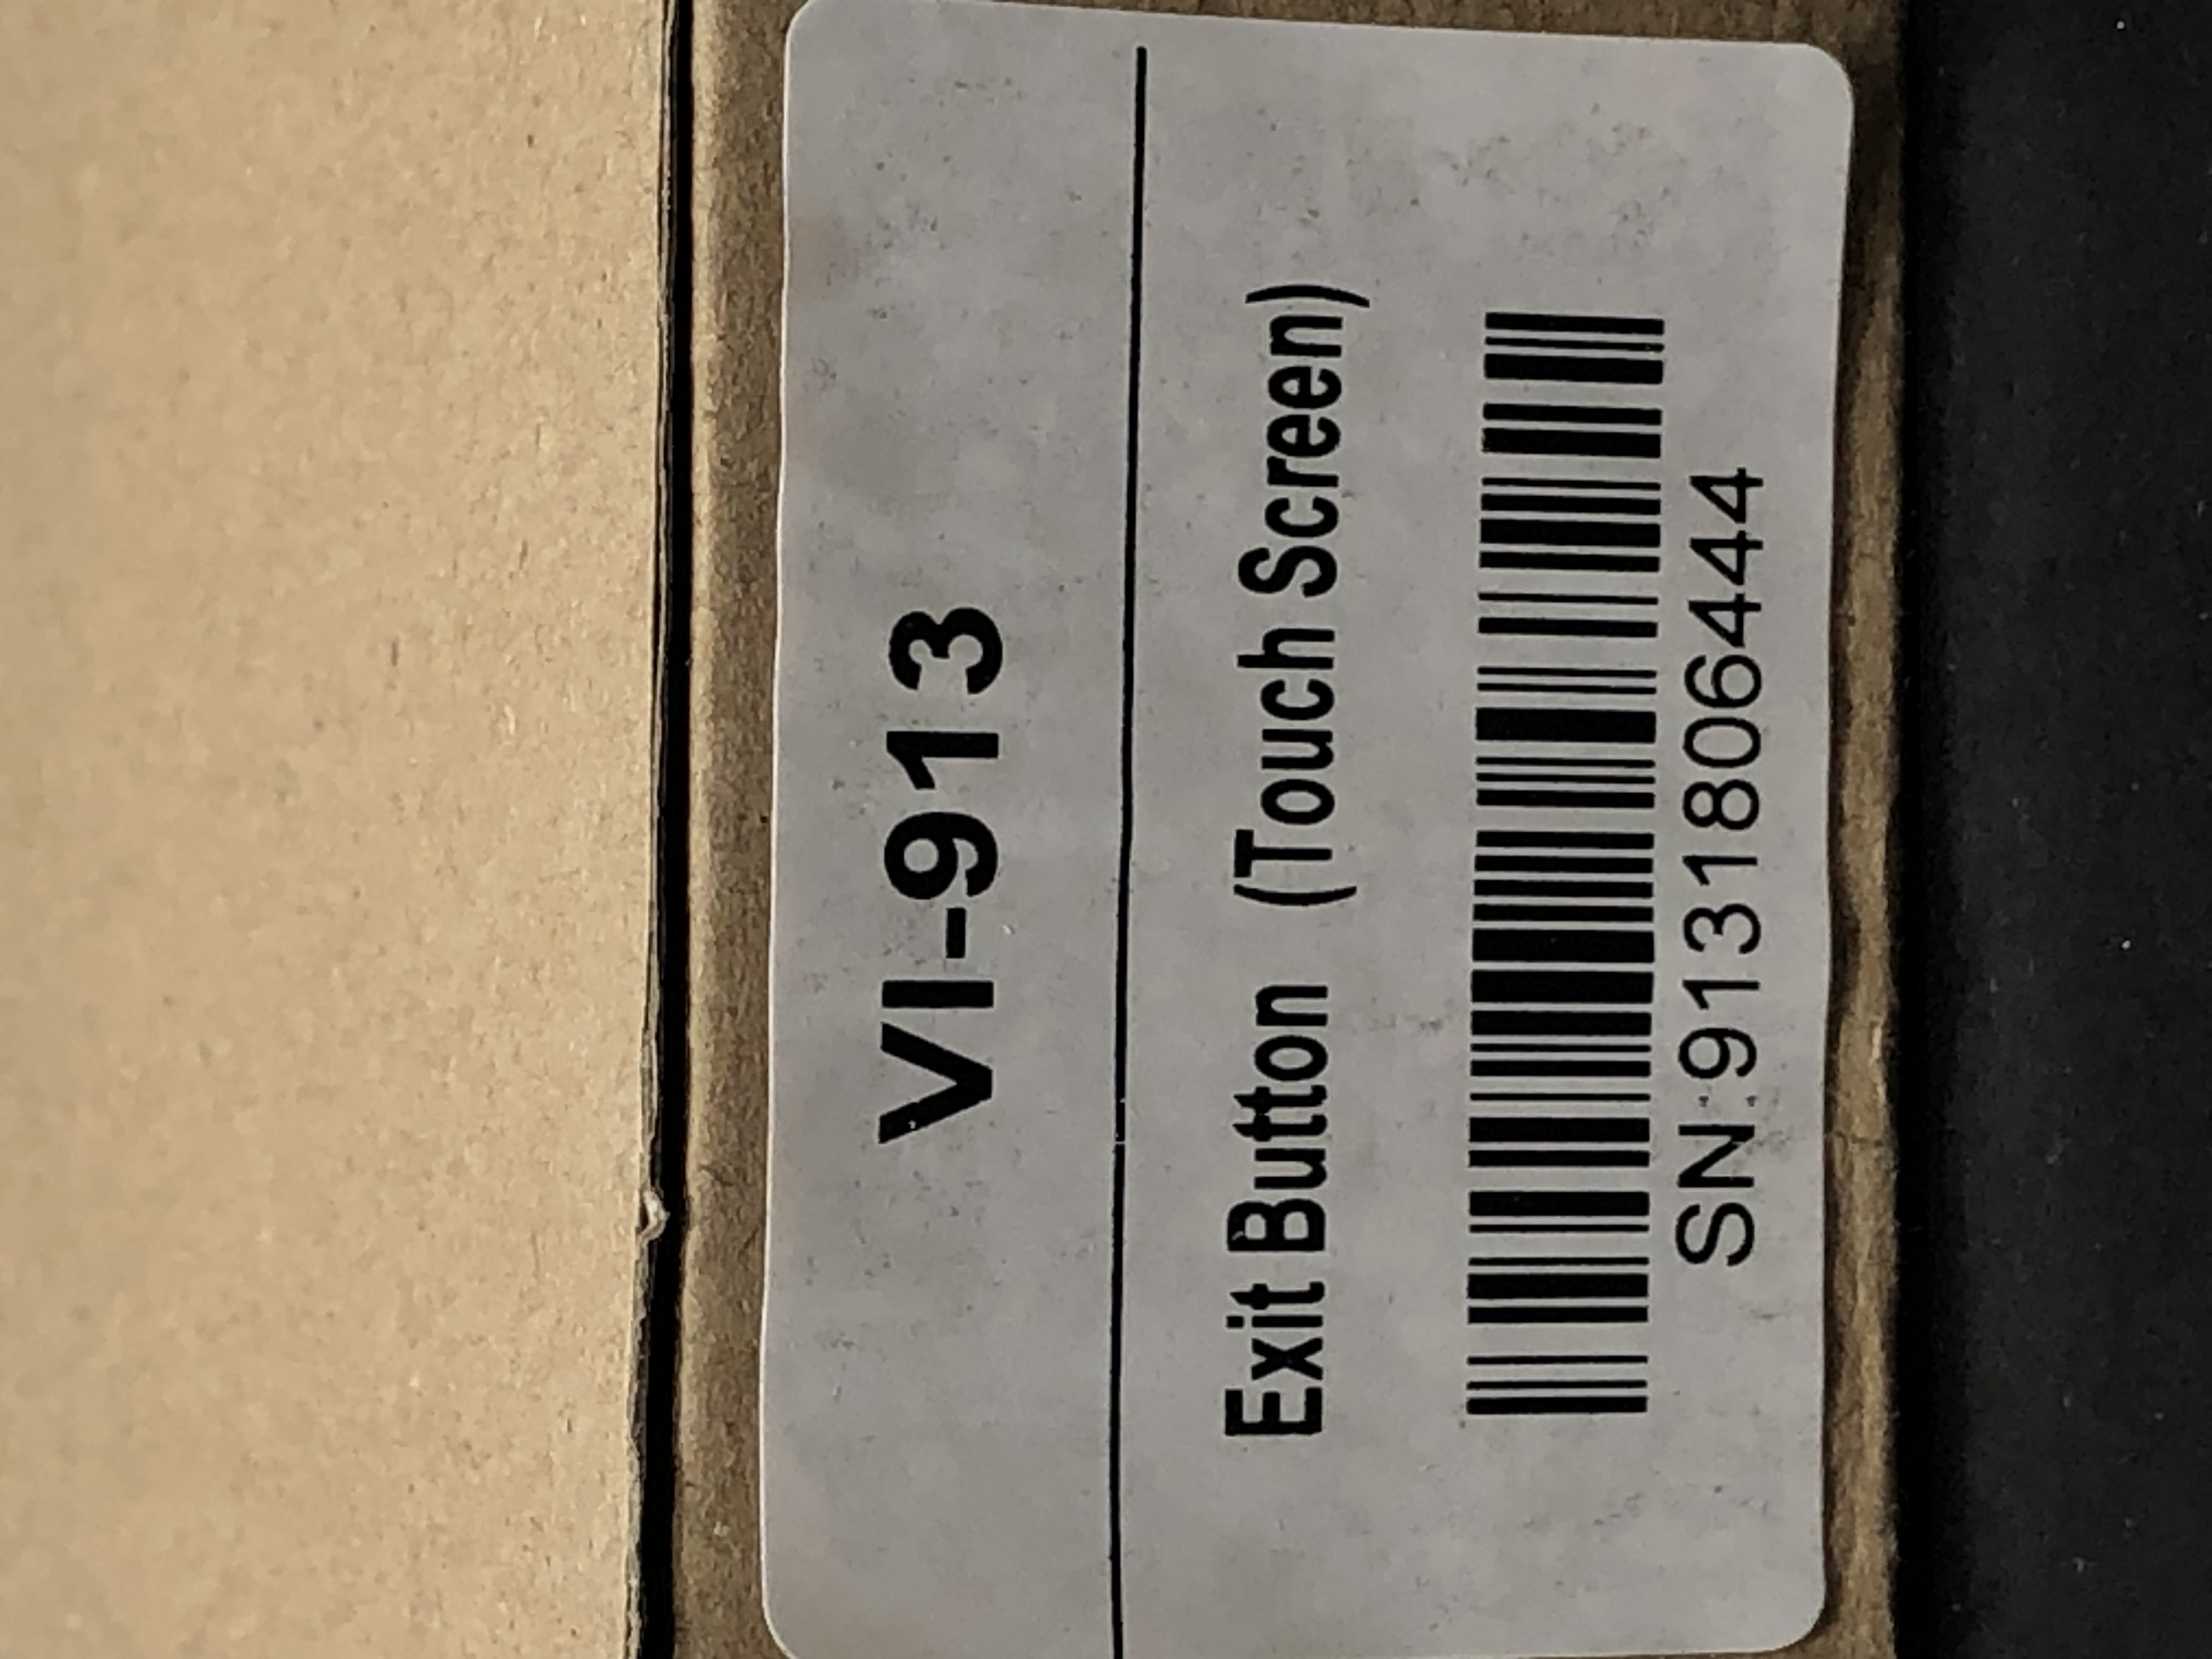 VI-913
Exit Button (Touch Screen)
SN:9131806444